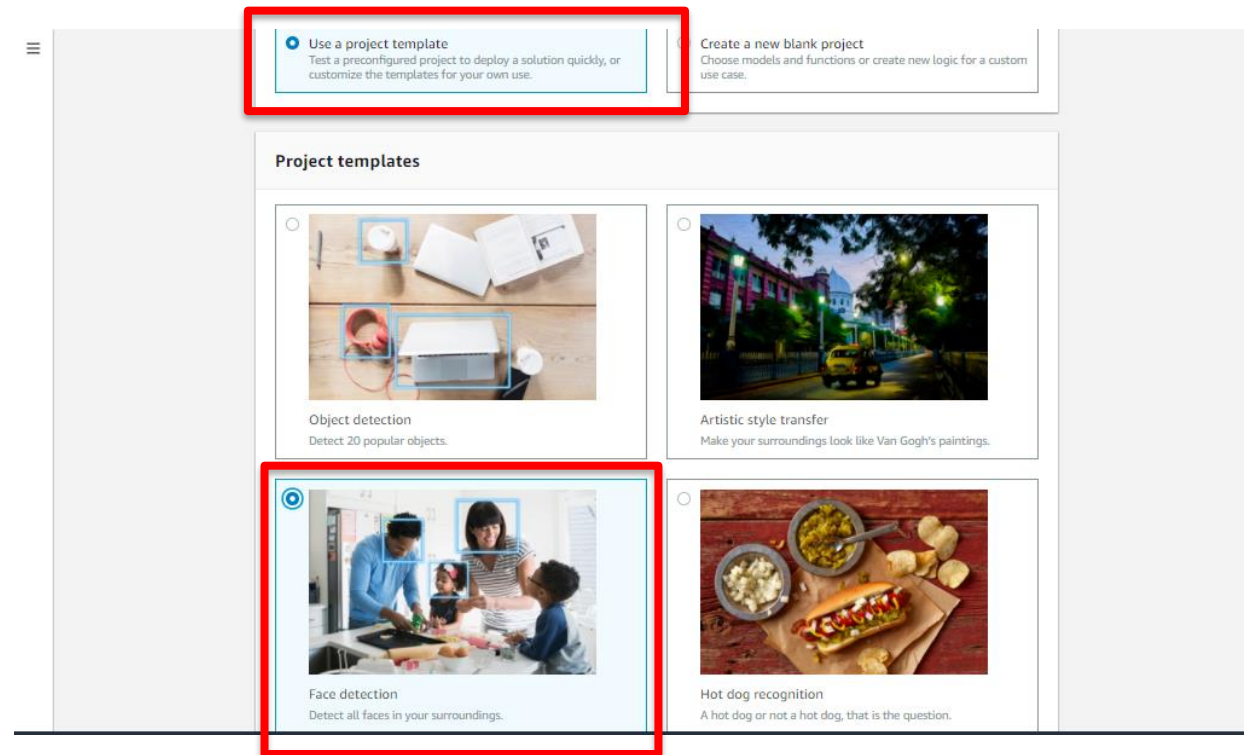 Use a project template
Test a preconfigured project to deploy a solution quickly, or
customize the templates for your own use.
Create a new blank project
Choose models and functions or create new logic for a custom
use case.
Project templates
Object detection
Detect 20 popular objects.
Artistic style transfer
Make your surroundings look like Van Gogh's paintings.
Face detection
Detect all faces in your surroundings.
Hot dog recognition
A hot dog or not a hot dog, that is the question.